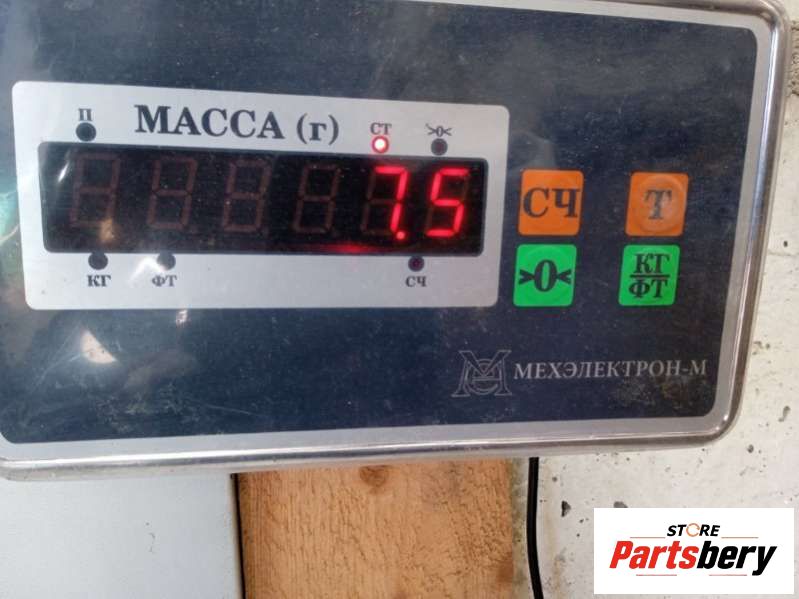 П
МАССА (г)
СТ
>0<
7.5
КГ
ФТ
СЧ
СЧ
Т
>0<
КГ
ФТ
МЕХЭЛЕКТРОН-М
STORE
Partsbery